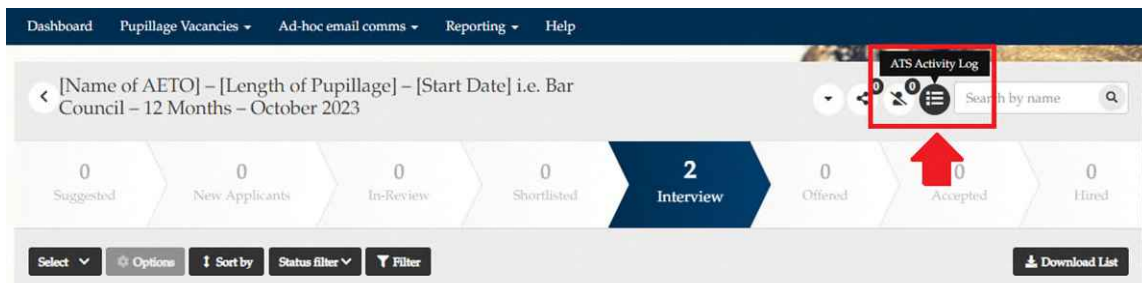 Dashboard Pupillage Vacancies Ad-hoc email comms Reporting Help
ATS Activity Log
[Name of AETO] – [Length of Pupillage] – [Start Date] i.e. Bar
Council – 12 Months – October 2023
0 0 Search by name
0 0 0 0 2 0 0 0
Suggested New Applicants In-Review Shortlisted Interview Offered Accepted Hired
Select Options Sort by Status filter Filter Download List